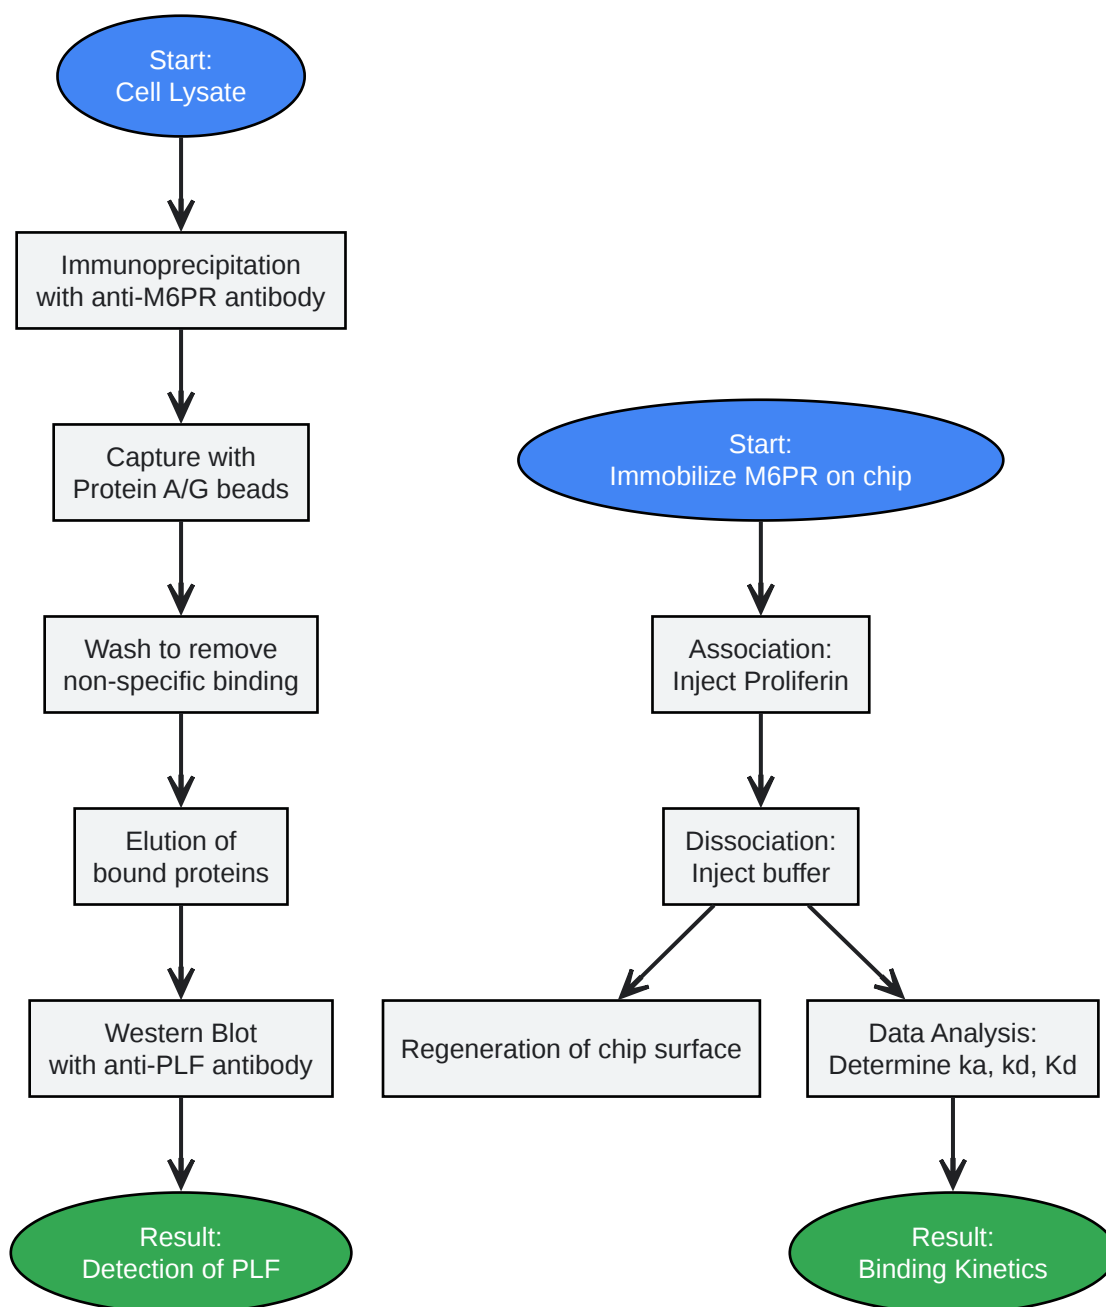 Start:
Cell Lysate
Immunoprecipitation
with anti-M6PR antibody
Capture with
Protein A/G beads
Wash to remove
non-specific binding
Elution of
bound proteins
Western Blot
with anti-PLF antibody
Result:
Detection of PLF
Start:
Immobilize M6PR on chip
Association:
Inject Proliferin
Dissociation:
Inject buffer
Regeneration of chip surface
Data Analysis:
Determine ka, kd, Kd
Result:
Binding Kinetics